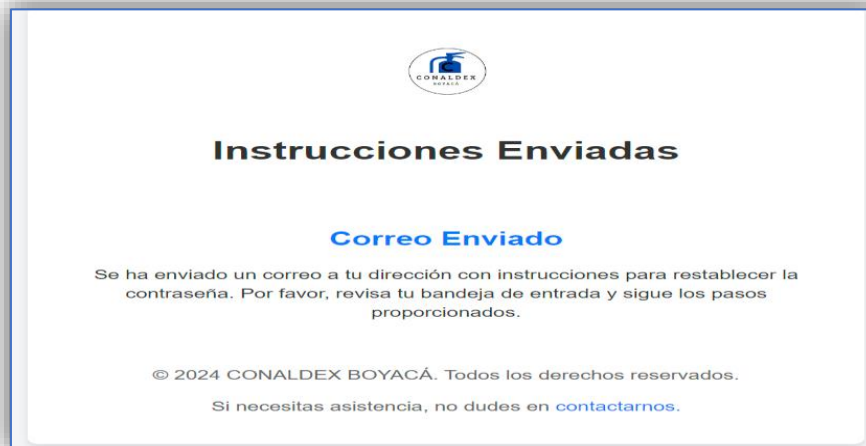 CONALDEX
BOYACÁ
Instrucciones Enviadas
Correo Enviado
Se ha enviado un correo a tu dirección con instrucciones para restablecer la
contraseña. Por favor, revisa tu bandeja de entrada y sigue los pasos
proporcionados.
© 2024 CONALDEX BOYACÁ. Todos los derechos reservados.
Si necesitas asistencia, no dudes en contactarnos.